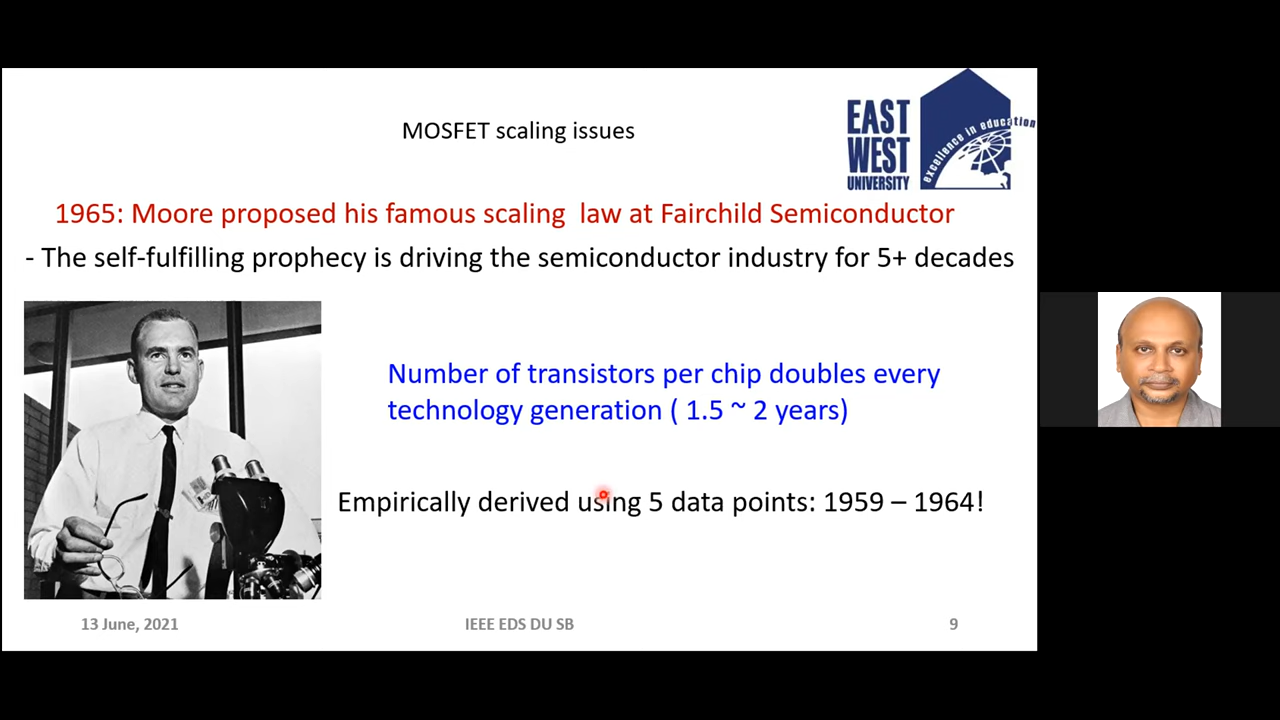 MOSFET scaling issues
EAST
WEST
UNIVERSITY
excellence in education
1965: Moore proposed his famous scaling law at Fairchild Semiconductor
- The self-fulfilling prophecy is driving the semiconductor industry for 5+ decades
Number of transistors per chip doubles every
technology generation ( 1.5 ~ 2 years)
Empirically derived using 5 data points: 1959 – 1964!
13 June, 2021
IEEE EDS DU SB
9